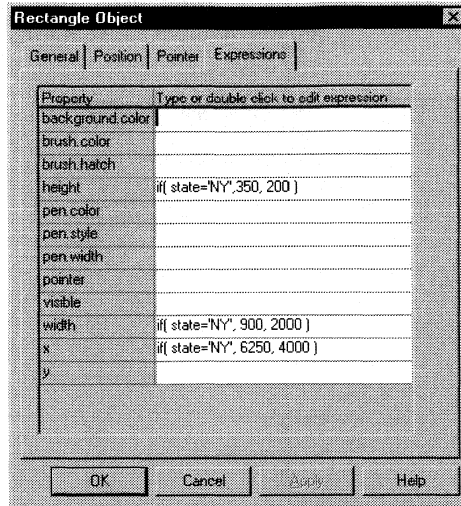 Rectangle Object
General Position Pointer Expressions
Property Type or double click to edit expression
background.color
brush.color
brush.hatch
height if( state='NY',350, 200 )
pen.color
pen.style
pen.width
pointer
visible
width if( state='NY', 900, 2000 )
x if( state='NY', 6250, 4000 )
y
OK Cancel Apply Help